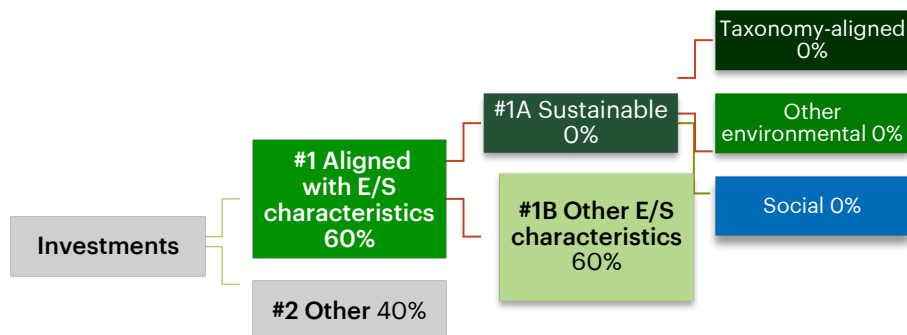 Investments
#1 Aligned
with E/S
characteristics
60%
#2 Other 40%
#1A Sustainable
0%
#1B Other E/S
characteristics
60%
Taxonomy-aligned
0%
Other
environmental 0%
Social 0%